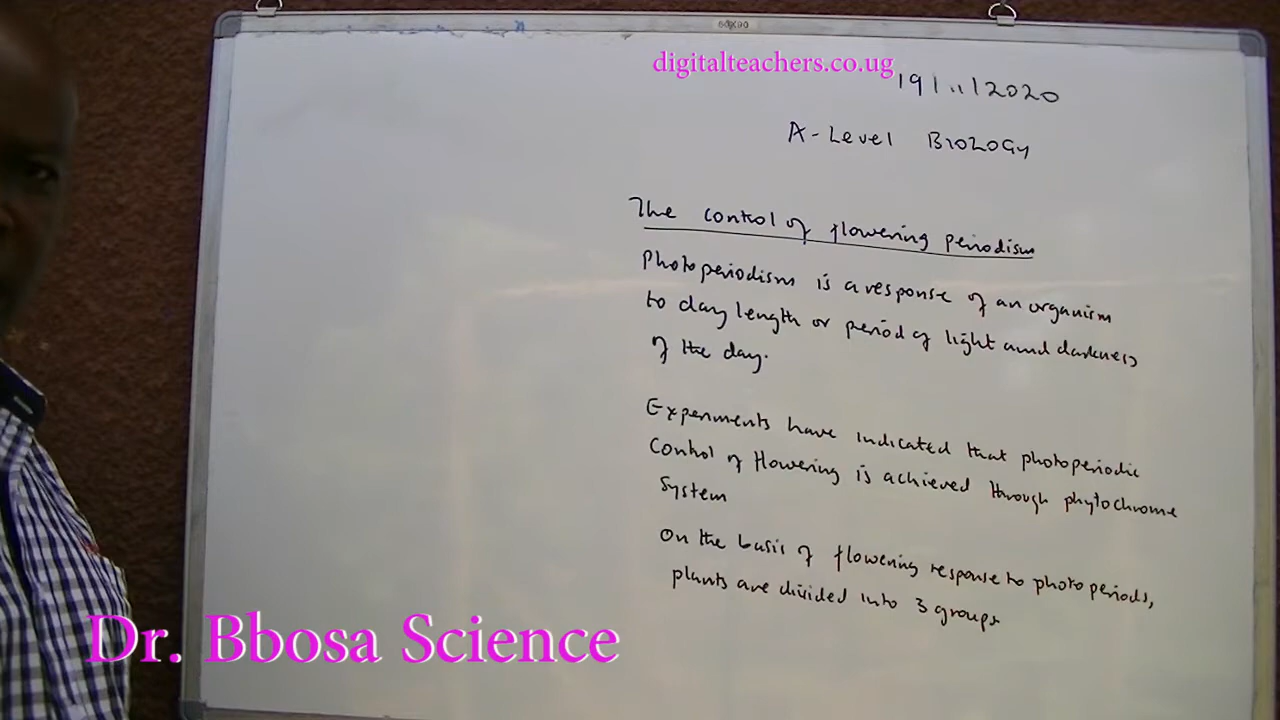 digitalteachers.co.ug
19/11/2020
A-Level BIOLOGY
The control of flowering periodism
Photoperiodism is a response of an organism
to day length or period of light and darkness
of the day.
Experiments have indicated that photoperiodic
Control of flowering is achieved through phytochrome
System
On the basis of flowering response to photoperiods,
plants are divided into 3 groups
Dr. Bbosa Science